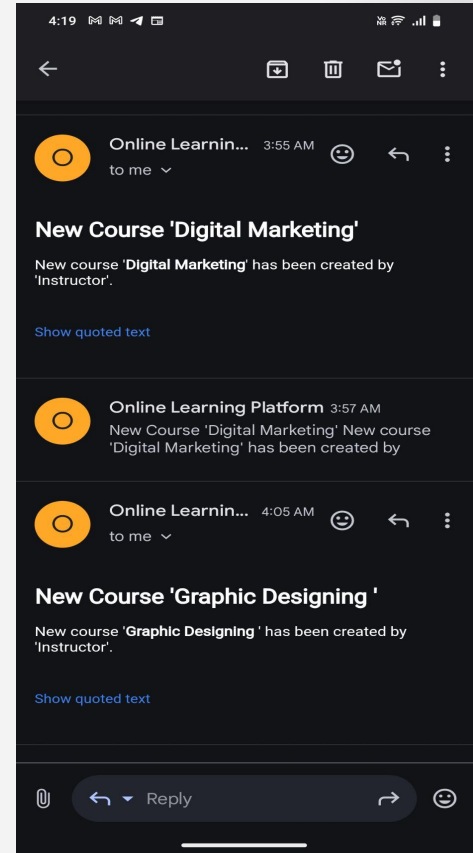 4:19
Online Learnin... 3:55 AM
to me
New Course 'Digital Marketing'
New course 'Digital Marketing' has been created by
'Instructor'.
Show quoted text
Online Learning Platform 3:57 AM
New Course 'Digital Marketing' New course
'Digital Marketing' has been created by
Online Learnin... 4:05 AM
to me
New Course 'Graphic Designing '
New course 'Graphic Designing ' has been created by
'Instructor'.
Show quoted text
Reply